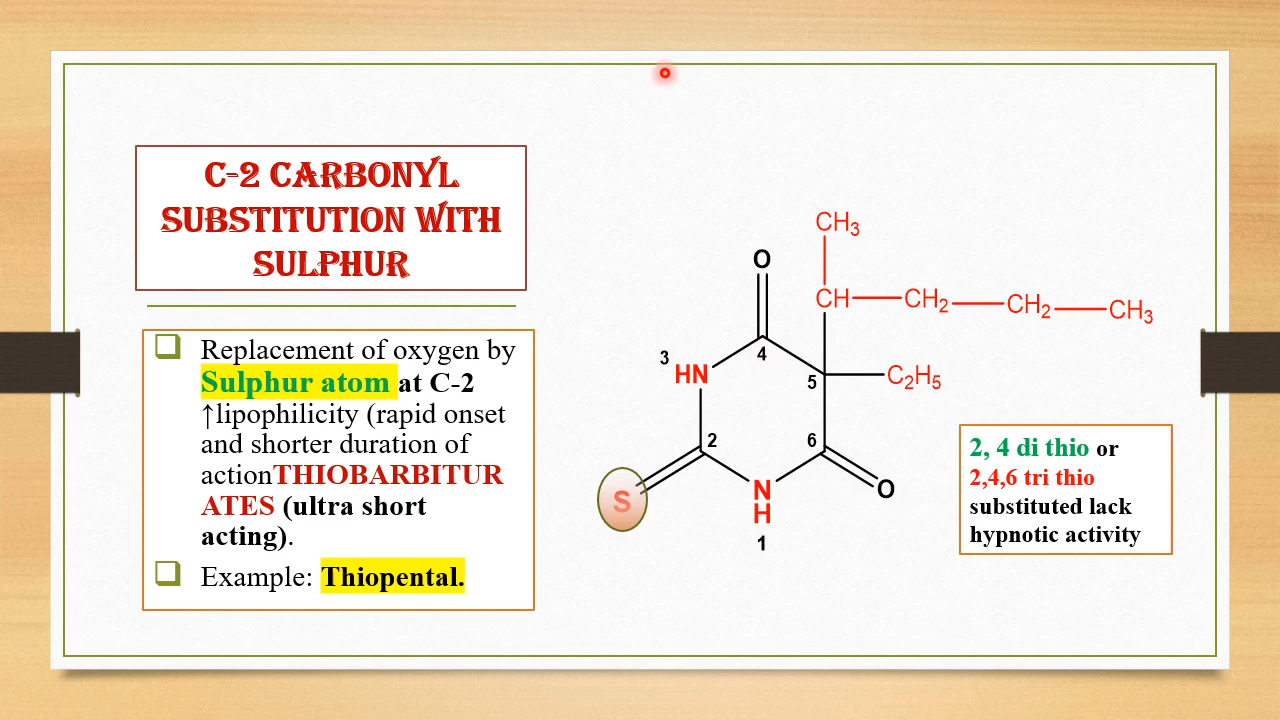 C-2 CARBONYL
SUBSTITUTION WITH
SULPHUR
❑ Replacement of oxygen by
Sulphur atom at C-2
↑lipophilicity (rapid onset
and shorter duration of
actionTHIOBARBITUR
ATES (ultra short
acting).
❑ Example: Thiopental.
CH3
O
CH CH2 CH2 CH3
4
3
HN
5
C2H5
2
6
S
N
H
O
1
2, 4 di thio or
2,4,6 tri thio
substituted lack
hypnotic activity